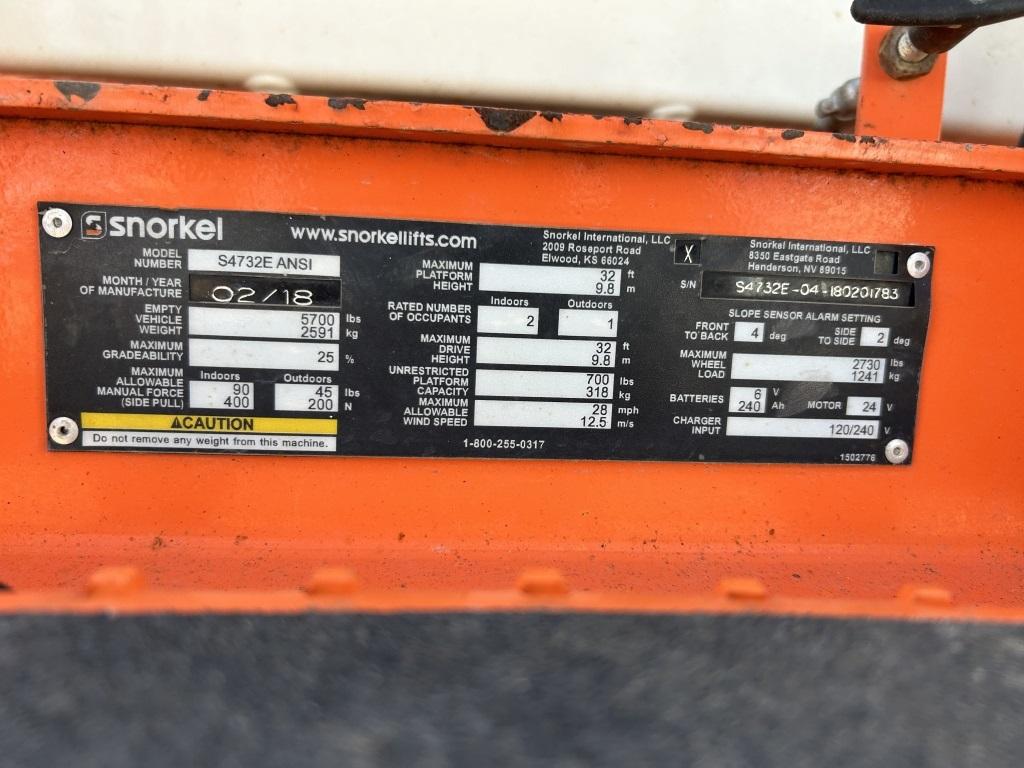 snorkel
www.snorkellifts.com
Snorkel International, LLC
2009 Roseport Road
Elwood, KS 66024
X
Snorkel International, LLC
8350 Eastgate Road
Henderson, NV 89015
MODEL NUMBER S4732E ANSI
MONTH / YEAR OF MANUFACTURE 02/18
EMPTY VEHICLE WEIGHT 5700 lbs
2591 kg
MAXIMUM GRADEABILITY 25 %
MAXIMUM ALLOWABLE MANUAL FORCE (SIDE PULL)
Indoors Outdoors
90 45 lbs
400 200 N
⚠CAUTION
Do not remove any weight from this machine.
MAXIMUM PLATFORM HEIGHT 32 ft
9.8 m
RATED NUMBER OF OCCUPANTS
Indoors Outdoors
2 1
MAXIMUM DRIVE HEIGHT 32 ft
9.8 m
UNRESTRICTED PLATFORM CAPACITY 700 lbs
318 kg
MAXIMUM ALLOWABLE WIND SPEED 28 mph
12.5 m/s
1-800-255-0317
S/N S4732E-04-180201783
SLOPE SENSOR ALARM SETTING
FRONT TO BACK 4 deg SIDE TO SIDE 2 deg
MAXIMUM WHEEL LOAD 2730 lbs
1241 kg
BATTERIES 6 V
240 Ah MOTOR 24 V
CHARGER INPUT 120/240 V
1502776